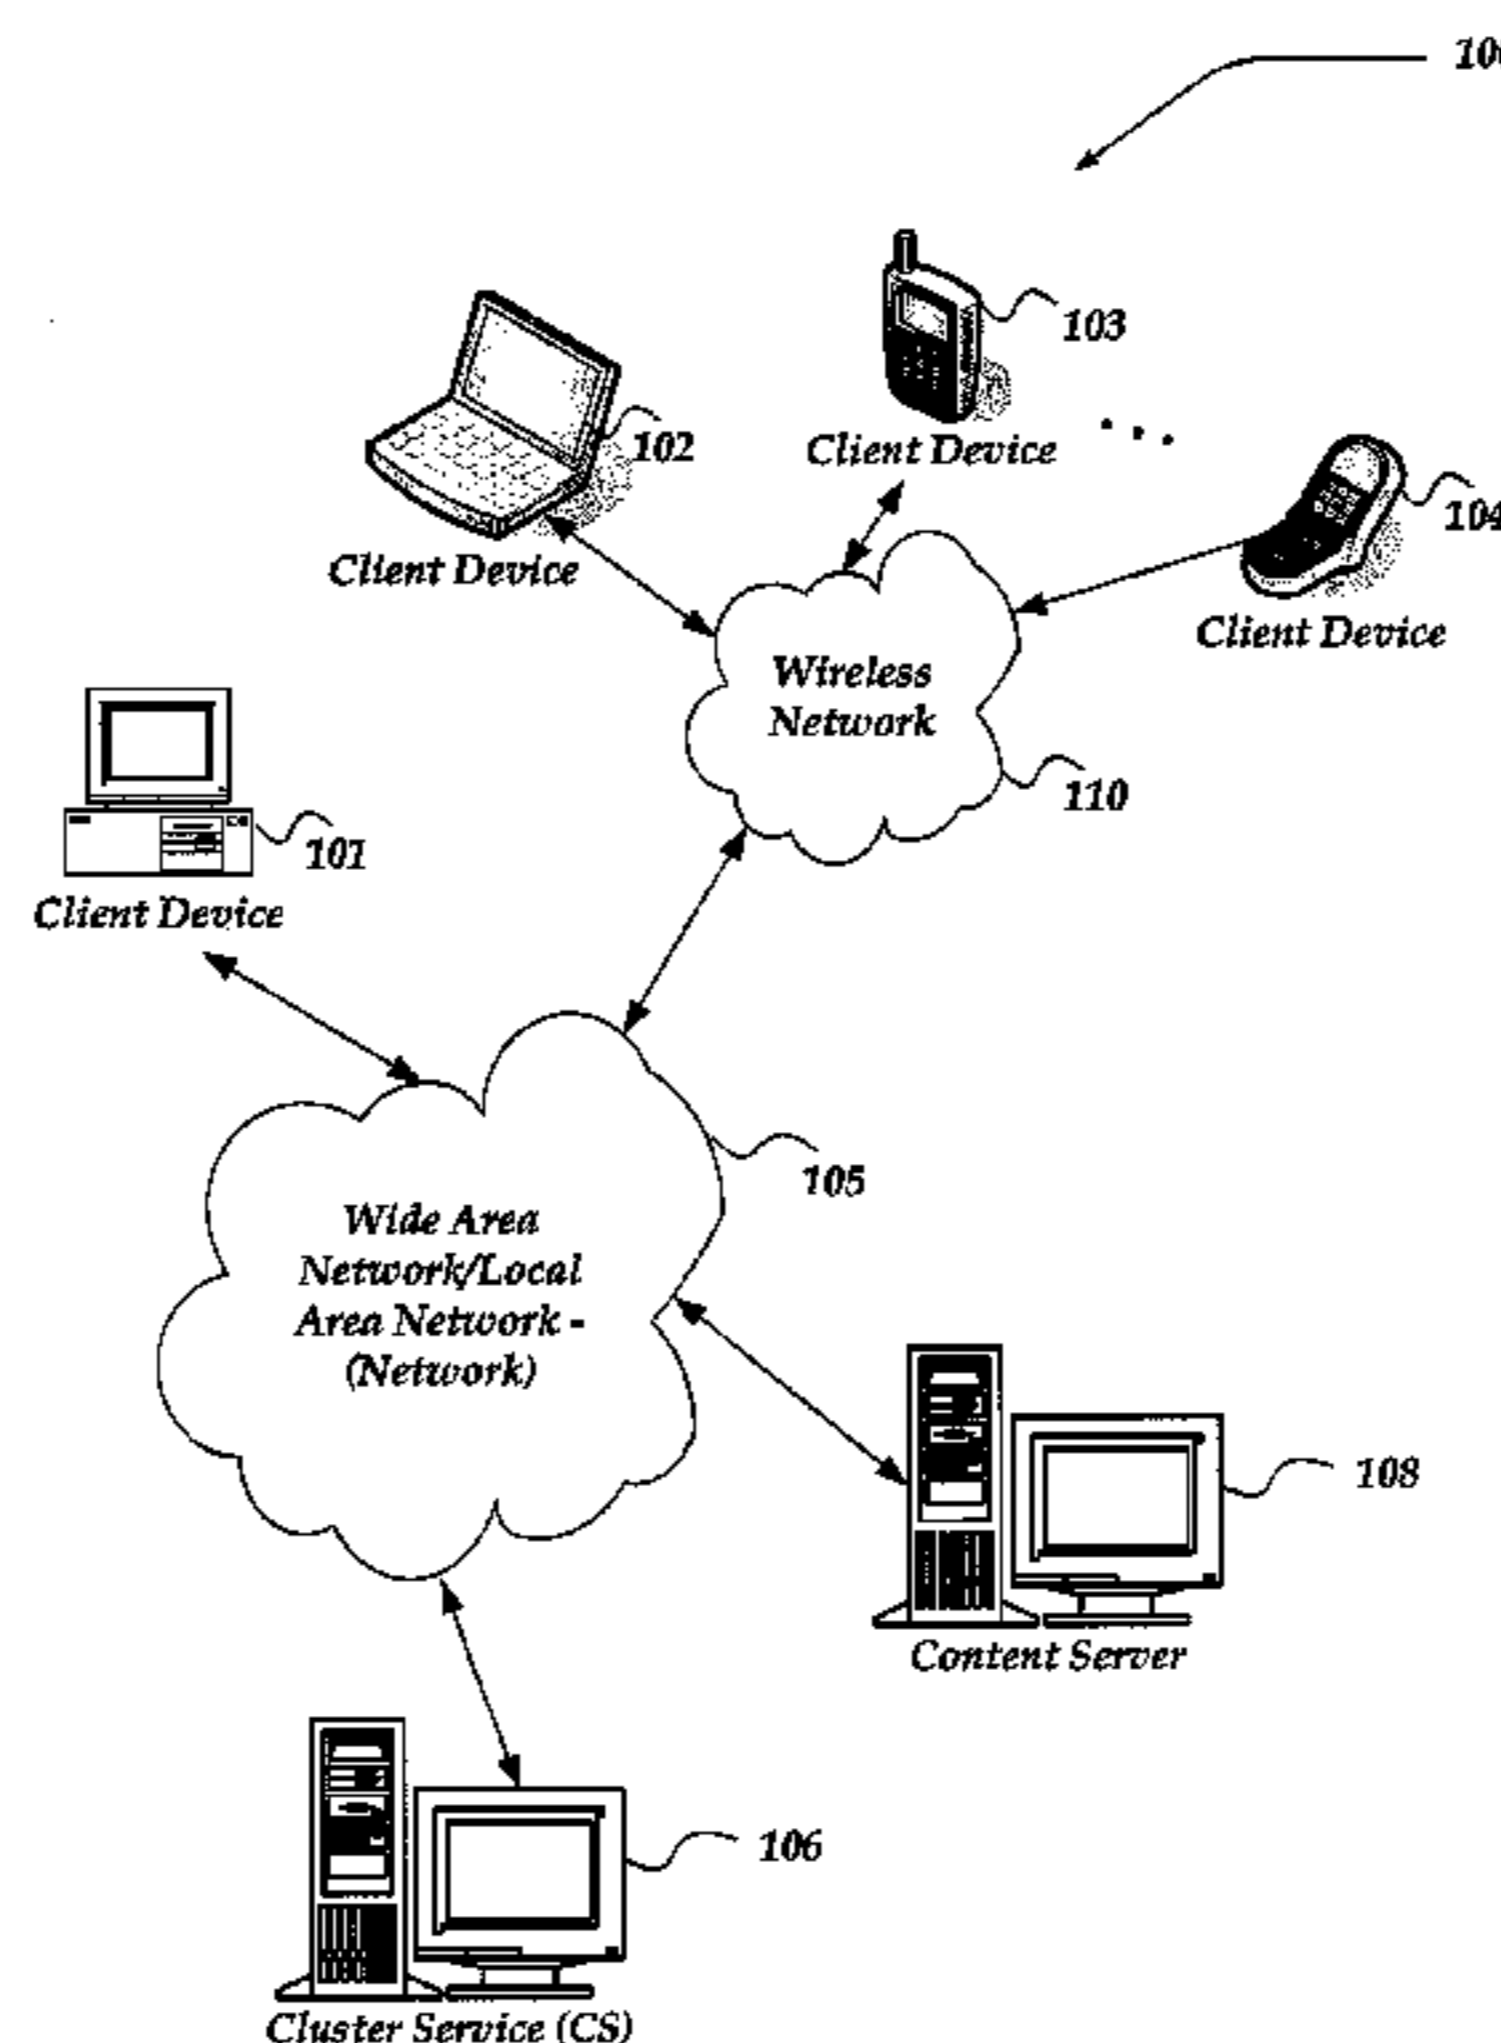 103
102
Client Device
104
Client Device
Client Device
Wireless
Network
110
101
Client Device
105
Wide Area
Network/Local
Area Network -
(Network)
108
Content Server
106
Cluster Service (CS)